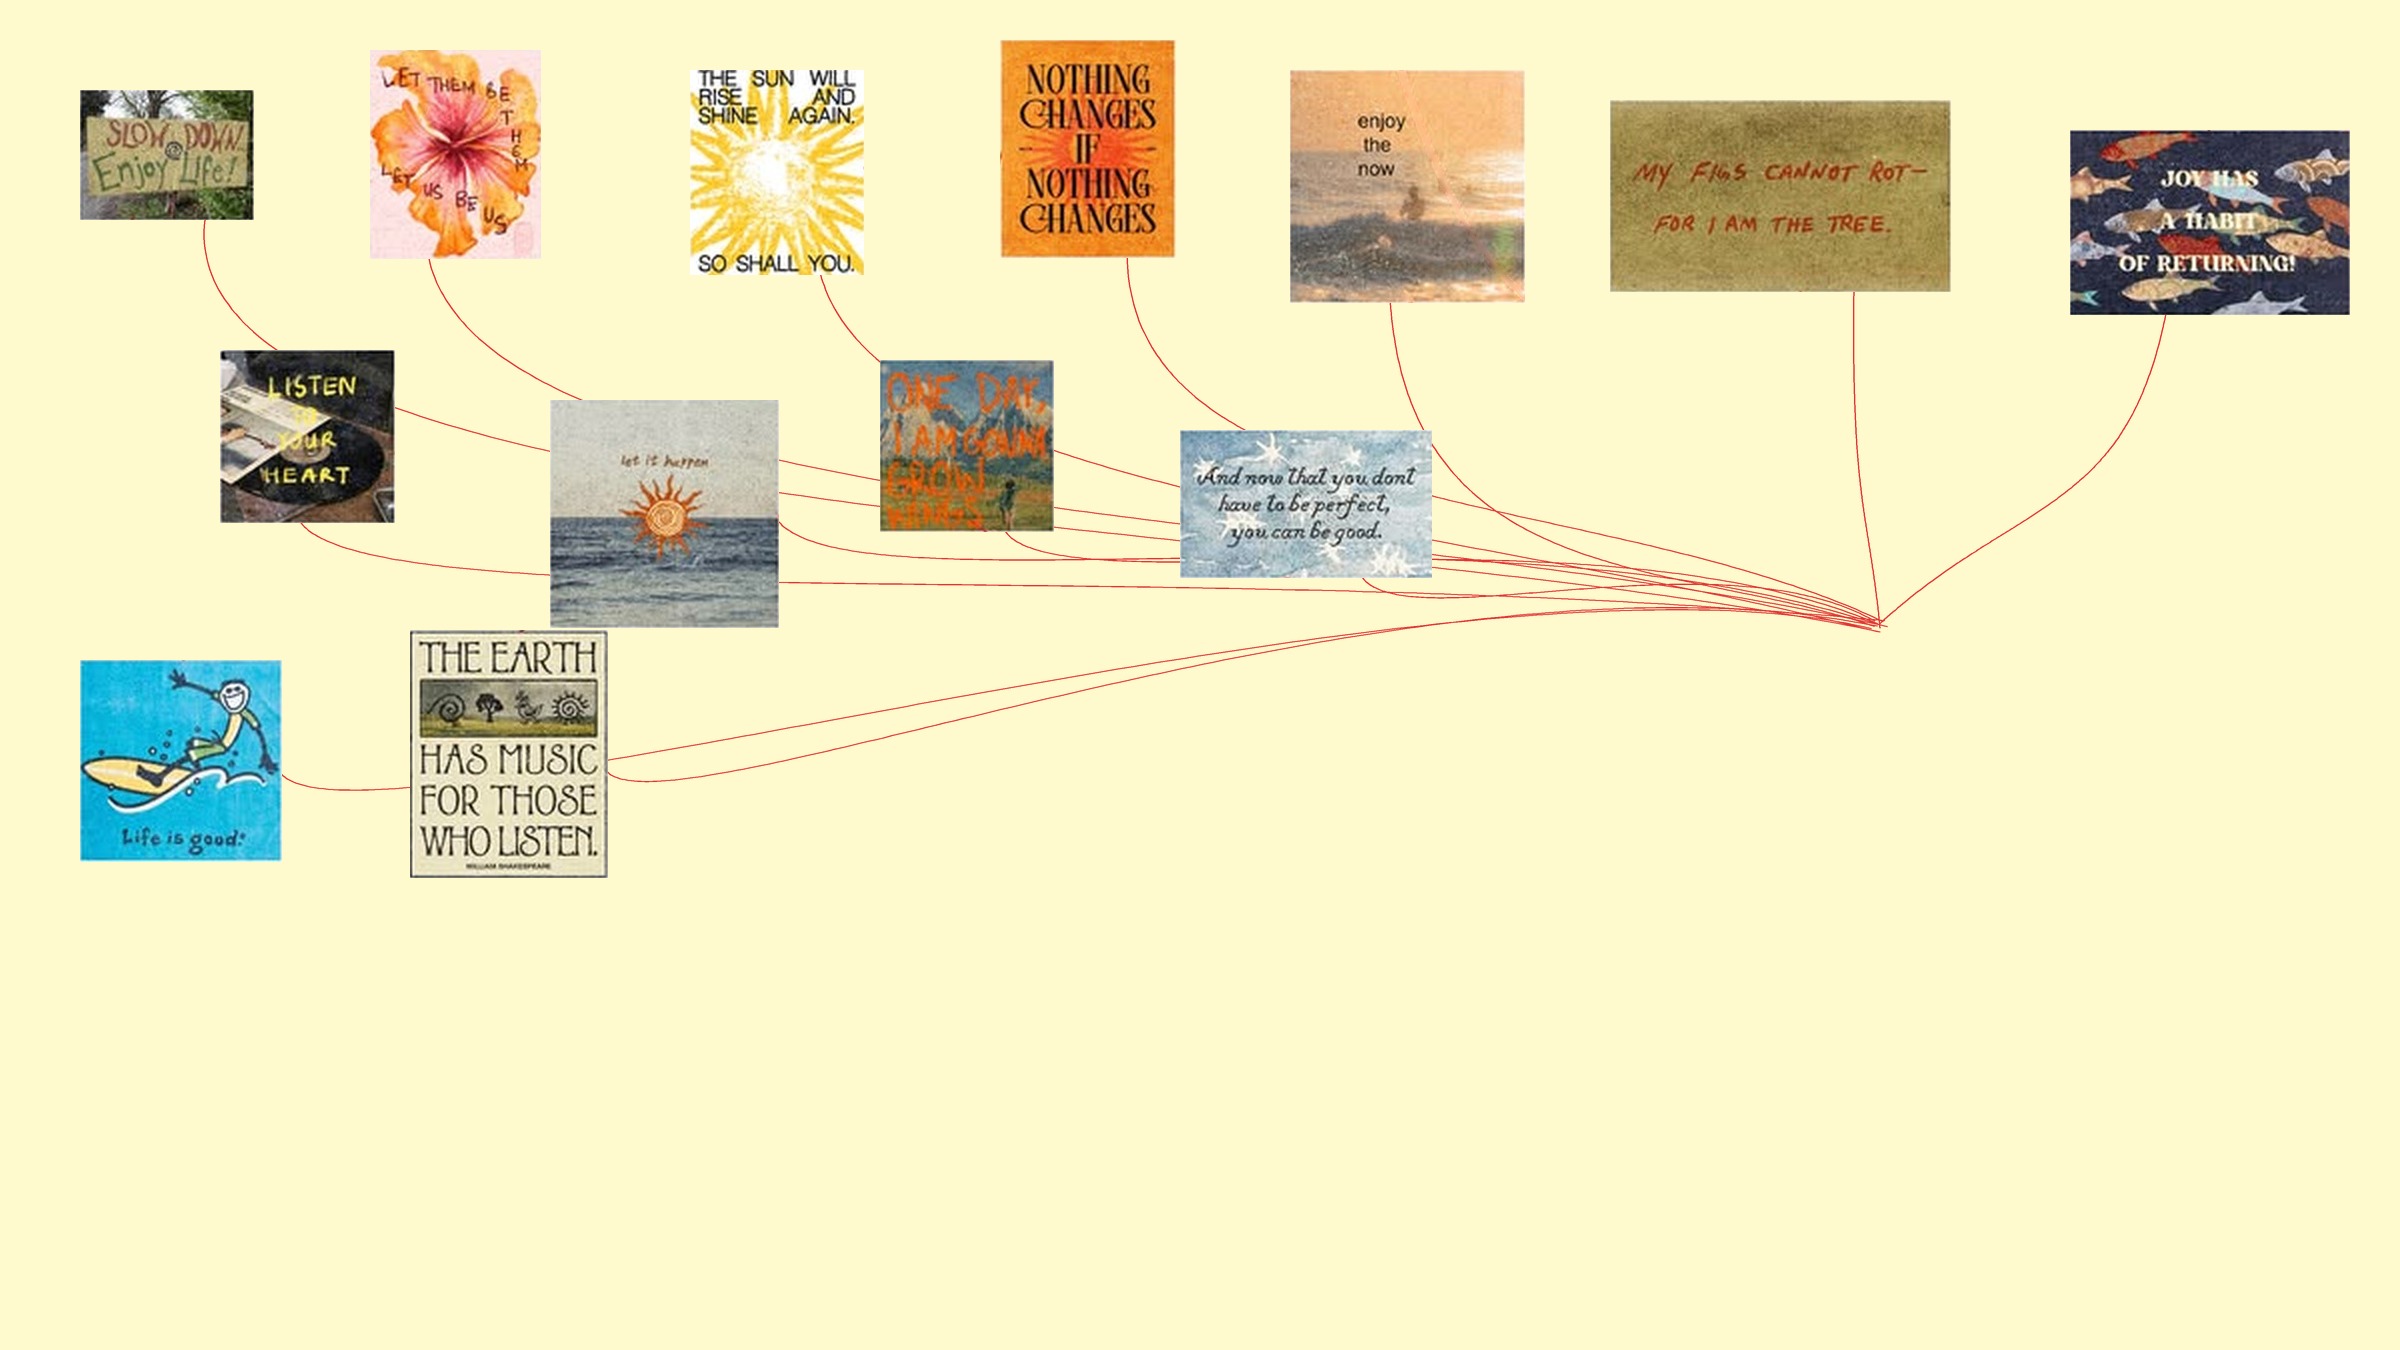 SLOW DOWN
Enjoy Life!
LET THEM BE
THEM
LET US BE US
THE SUN WILL
RISE AND
SHINE AGAIN.
SO SHALL YOU.
NOTHING
CHANGES
IF
NOTHING
CHANGES
enjoy
the
now
MY FIGS CANNOT ROT—
FOR I AM THE TREE.
JOY HAS
A HABIT
OF RETURNING!
LISTEN
TO
YOUR
HEART
let it happen
ONE DAY,
I AM GONNA
GROW
WINGS
And now that you dont
have to be perfect,
you can be good.
Life is good.
THE EARTH
HAS MUSIC
FOR THOSE
WHO LISTEN.
WILLIAM SHAKESPEARE